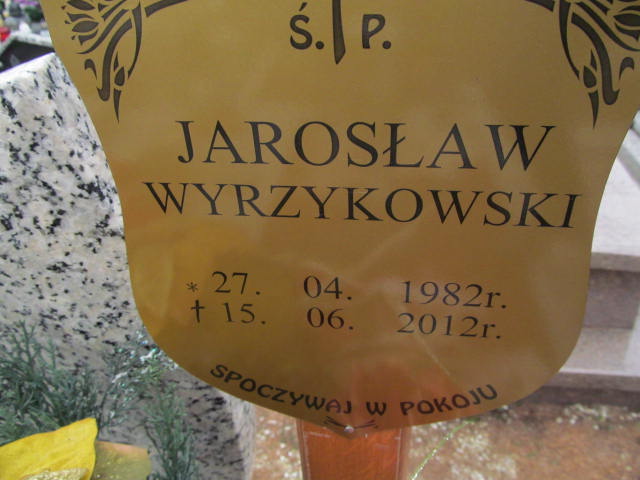 Ś. P.
JAROSŁAW
WYRZYKOWSKI
* 27. 04. 1982r.
† 15. 06. 2012r.
SPOCZYWAJ W POKOJU